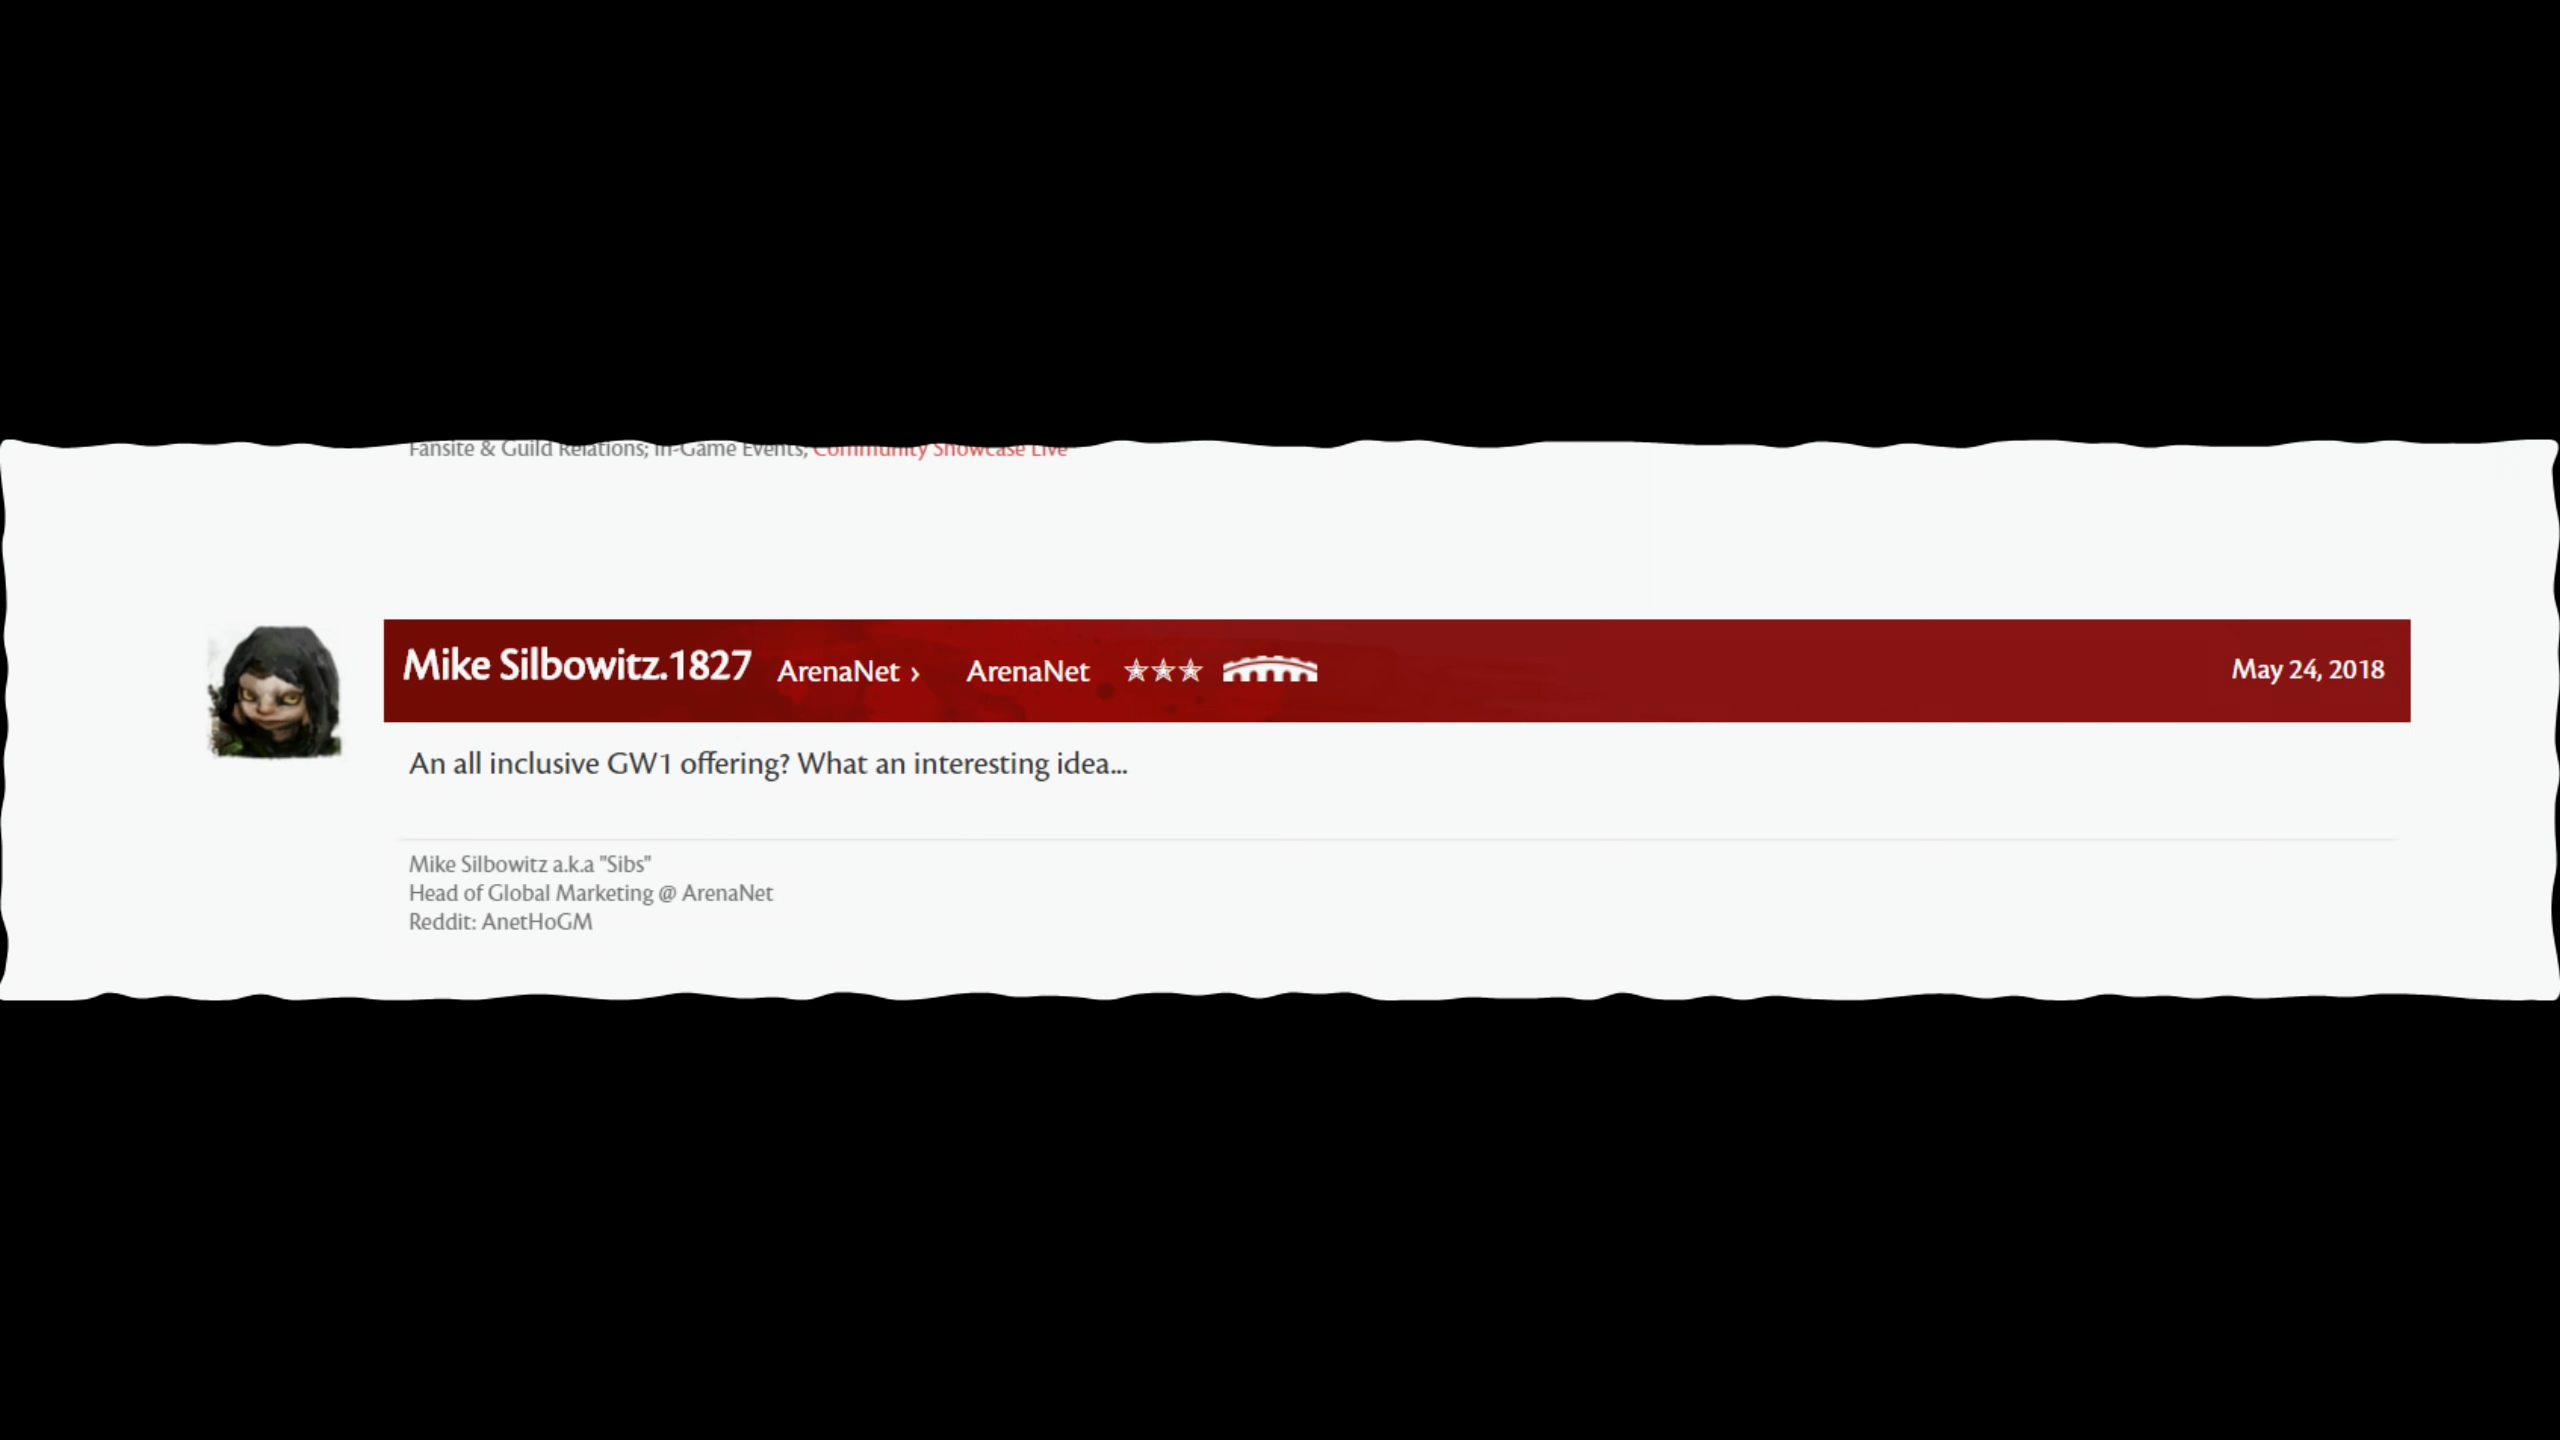 Fansite & Guild Relations; In-Game Events; Community Showcase Live
Mike Silbowitz.1827 ArenaNet › ArenaNet ★★★ May 24, 2018
An all inclusive GW1 offering? What an interesting idea...
Mike Silbowitz a.k.a "Sibs"
Head of Global Marketing @ ArenaNet
Reddit: AnetHoGM